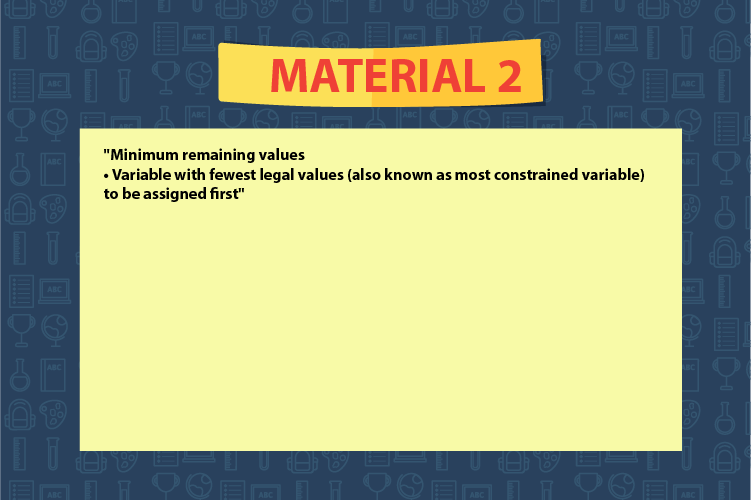 MATERIAL 2
"Minimum remaining values
• Variable with fewest legal values (also known as most constrained variable)
to be assigned first"